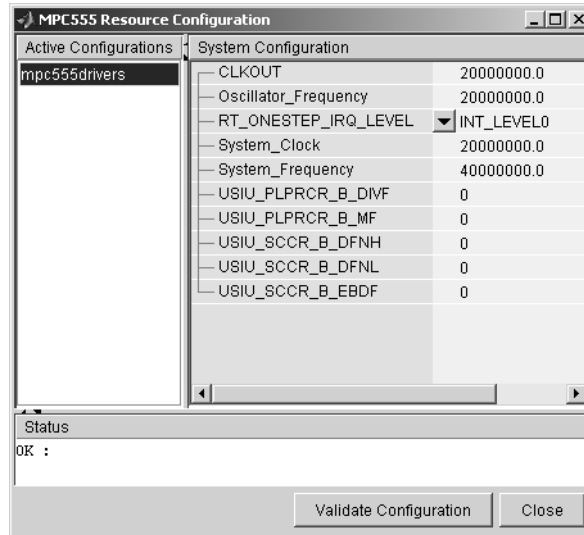 MPC555 Resource Configuration
Active Configurations
System Configuration
mpc555drivers
CLKOUT 20000000.0
Oscillator_Frequency 20000000.0
RT_ONESTEP_IRQ_LEVEL INT_LEVEL0
System_Clock 20000000.0
System_Frequency 40000000.0
USIU_PLPRCR_B_DIVF 0
USIU_PLPRCR_B_MF 0
USIU_SCCR_B_DFNH 0
USIU_SCCR_B_DFNL 0
USIU_SCCR_B_EBDF 0
Status
OK :
Validate Configuration
Close